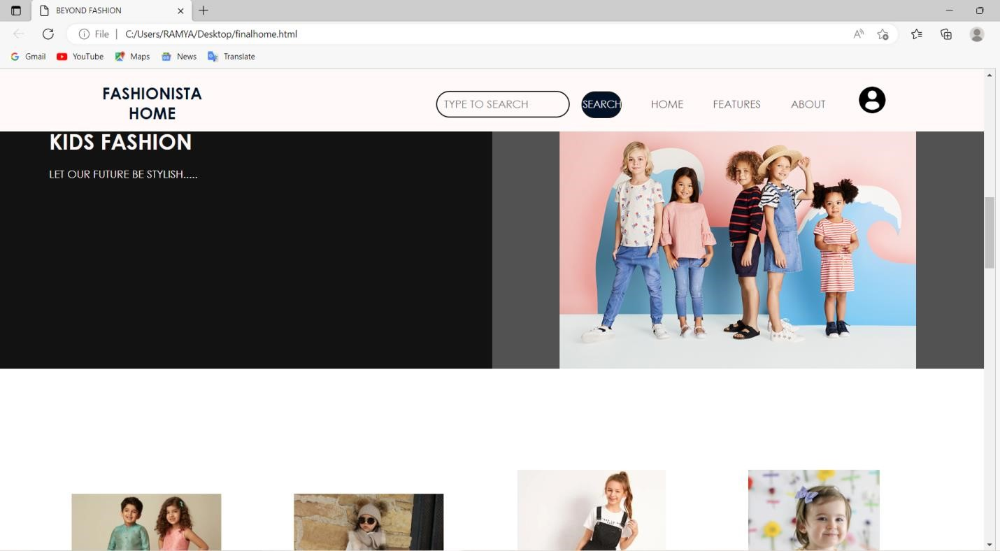 BEYOND FASHION
File | C:/Users/RAMYA/Desktop/finalhome.html
Gmail YouTube Maps News Translate
FASHIONISTA
HOME
TYPE TO SEARCH SEARCH HOME FEATURES ABOUT
KIDS FASHION
LET OUR FUTURE BE STYLISH.....